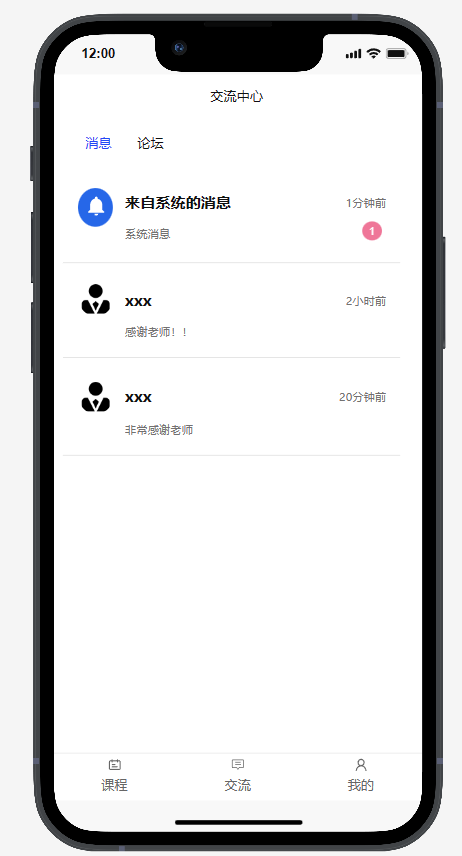 12:00
交流中心
消息 论坛
来自系统的消息 1分钟前
系统消息 1
xxx 2小时前
感谢老师！！
xxx 20分钟前
非常感谢老师
课程 交流 我的